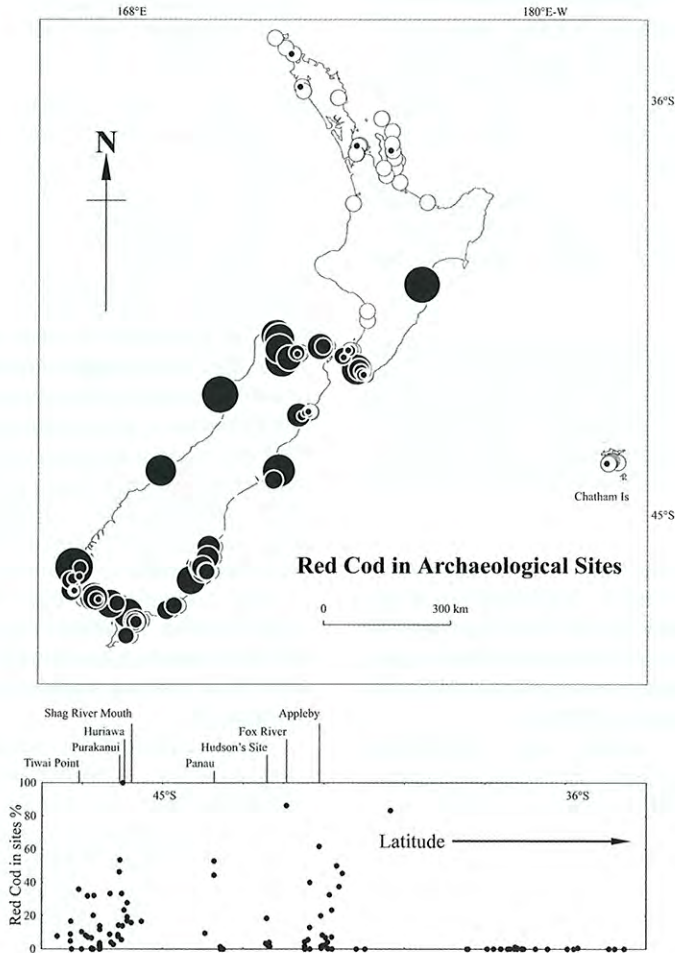 168°E
180°E-W
36°S
N
Chatham Is
45°S
Red Cod in Archaeological Sites
0
300 km
Shag River Mouth
Appleby
Huriawa
Fox River
Purakanui
Hudson's Site
Tiwai Point
Panau
100
45°S
36°S
80
Latitude
60
40
20
0
Red Cod in sites %